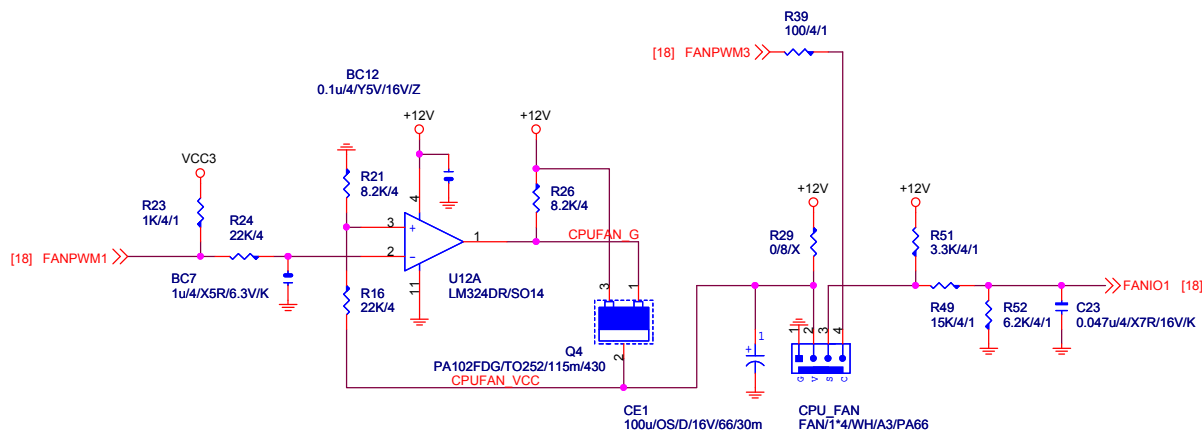 R39
100/4/1
[18] FANPWM3
BC12
0.1u/4/Y5V/16V/Z
+12V
+12V
VCC3
R21
8.2K/4
4
R26
8.2K/4
3
R23
1K/4/1
R24
22K/4
3
+
1
CPUFAN_G
+12V
+12V
R29
0/8/X
R51
3.3K/4/1
[18] FANPWM1
2
-
BC7
1u/4/X5R/6.3V/K
11
U12A
LM324DR/SO14
1
R16
22K/4
FANIO1 [18]
R49
15K/4/1
R52
6.2K/4/1
C23
0.047u/4/X7R/16V/K
1
2
3
4
+
1
Q4
2
PA102FDG/TO252/115m/430
CPUFAN_VCC
G
V
S
C
CE1
100u/OS/D/16V/66/30m
CPU_FAN
FAN/1*4/WH/A3/PA66